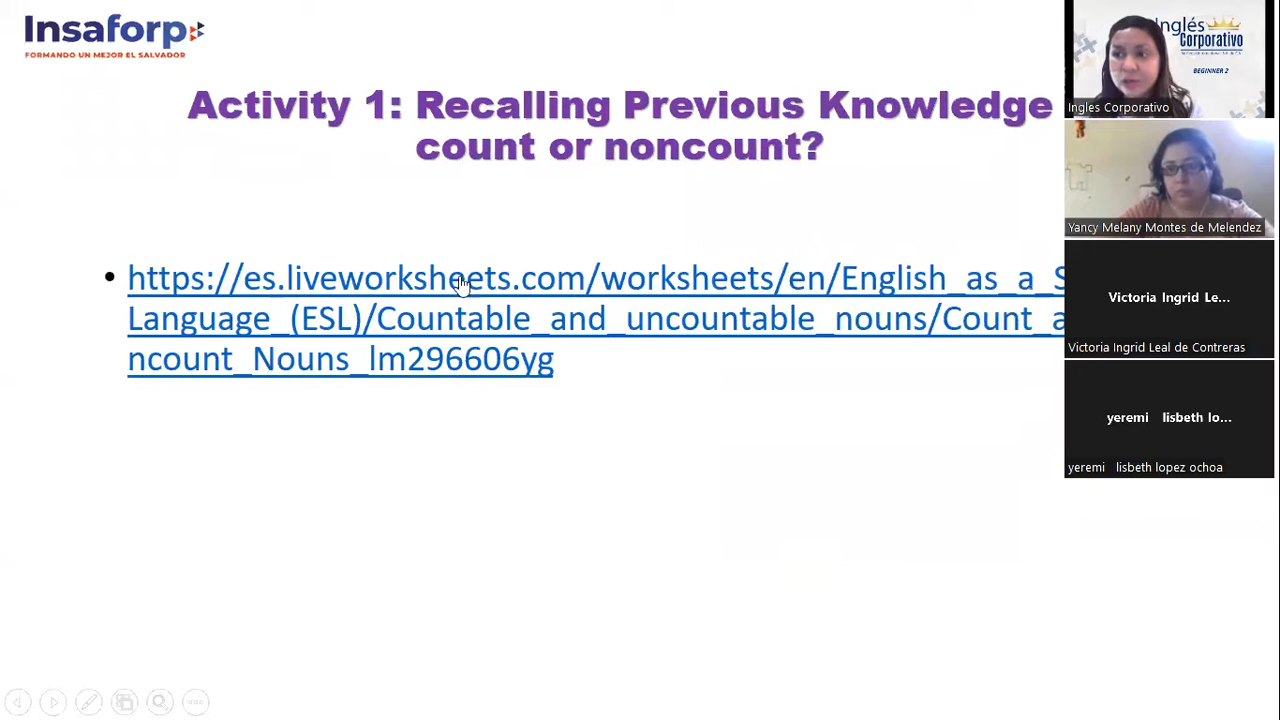 Insaforp
FORMANDO UN MEJOR EL SALVADOR
Activity 1: Recalling Previous Knowledge
count or noncount?
• https://es.liveworksheets.com/worksheets/en/English_as_a_S
Language_(ESL)/Countable_and_uncountable_nouns/Count_a
ncount_Nouns_lm296606yg
Inglés
Corporativo
BEGINNER 2
Ingles Corporativo
Yancy Melany Montes de Melendez
Victoria Ingrid Le...
Victoria Ingrid Leal de Contreras
yeremi lisbeth lo...
yeremi lisbeth lopez ochoa